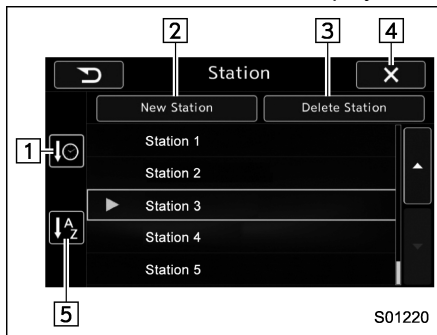 2
3
4
Station
New Station
Delete Station
1
Station 1
Station 2
Station 3
A
Z
Station 4
Station 5
5
S01220